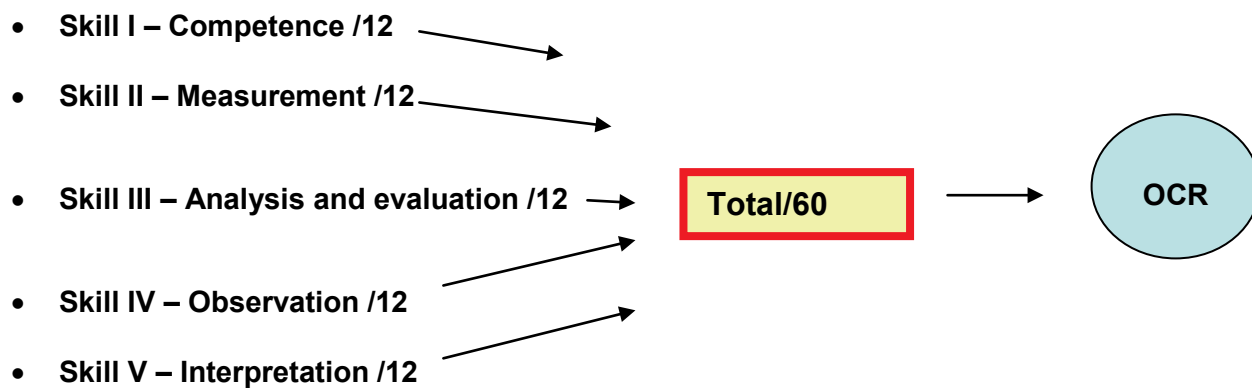 • Skill I – Competence /12
• Skill II – Measurement /12
• Skill III – Analysis and evaluation /12
Total/60
OCR
• Skill IV – Observation /12
• Skill V – Interpretation /12